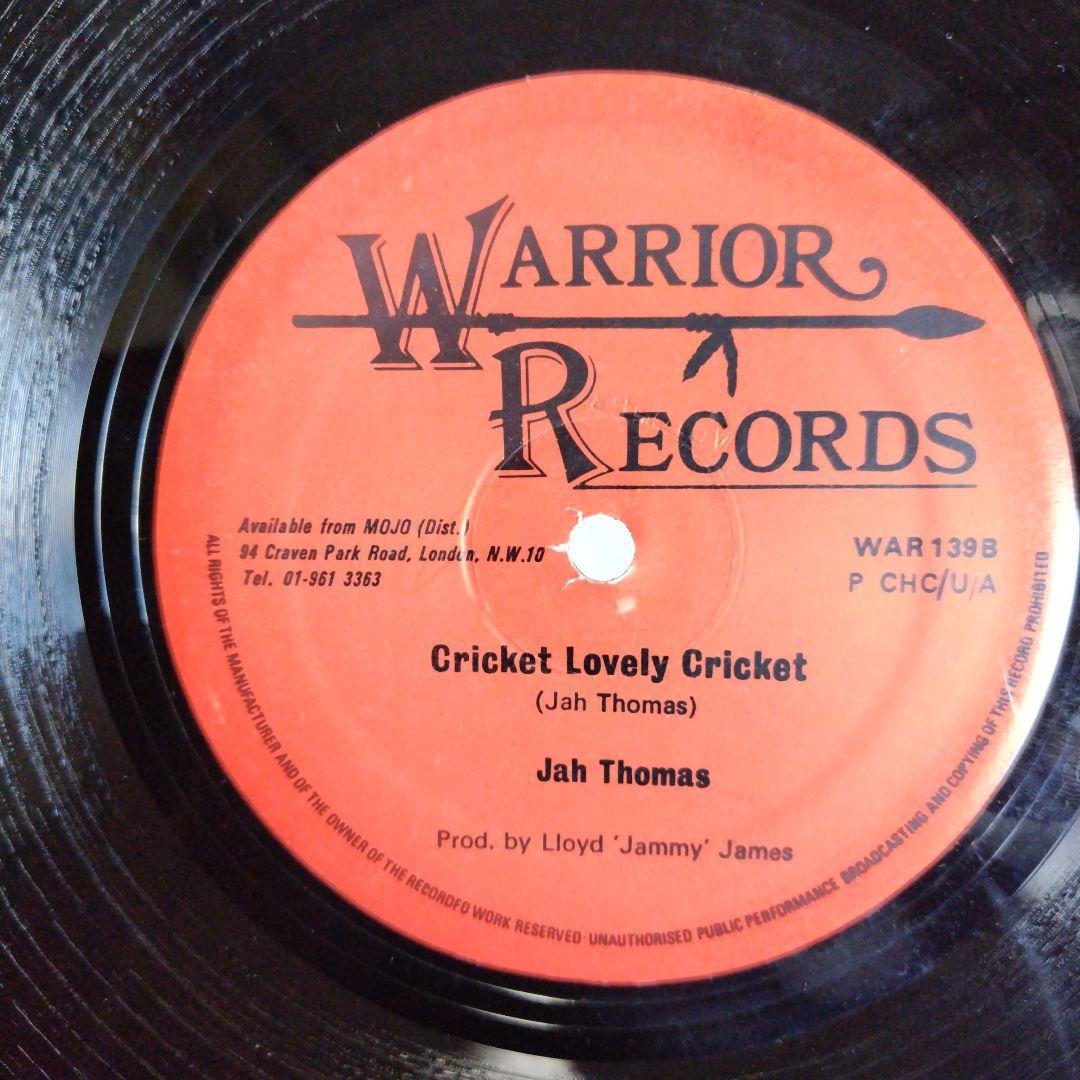 WARRIOR
RECORDS
Available from MOJO (Dist.)
94 Craven Park Road, London, N.W.10
Tel. 01-961 3363
WAR 139B
P CHC/U/A
Cricket Lovely Cricket
(Jah Thomas)
Jah Thomas
Prod. by Lloyd 'Jammy' James
ALL RIGHTS OF THE MANUFACTURER AND OF THE OWNER OF THE RECORDED WORK RESERVED · UNAUTHORISED PUBLIC PERFORMANCE BROADCASTING AND COPYING OF THIS RECORD PROHIBITED